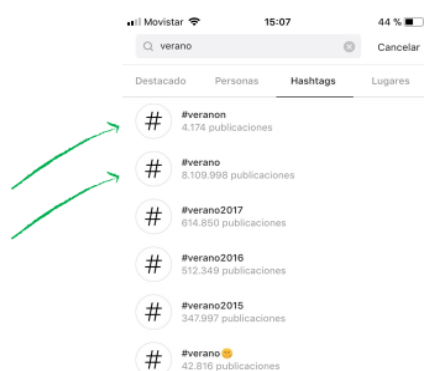 Movistar 15:07 44 %
verano Cancelar
Destacado Personas Hashtags Lugares
#veranon
4.174 publicaciones
#verano
8.109.998 publicaciones
#verano2017
614.850 publicaciones
#verano2016
512.349 publicaciones
#verano2015
347.997 publicaciones
#verano🤗
42.816 publicaciones